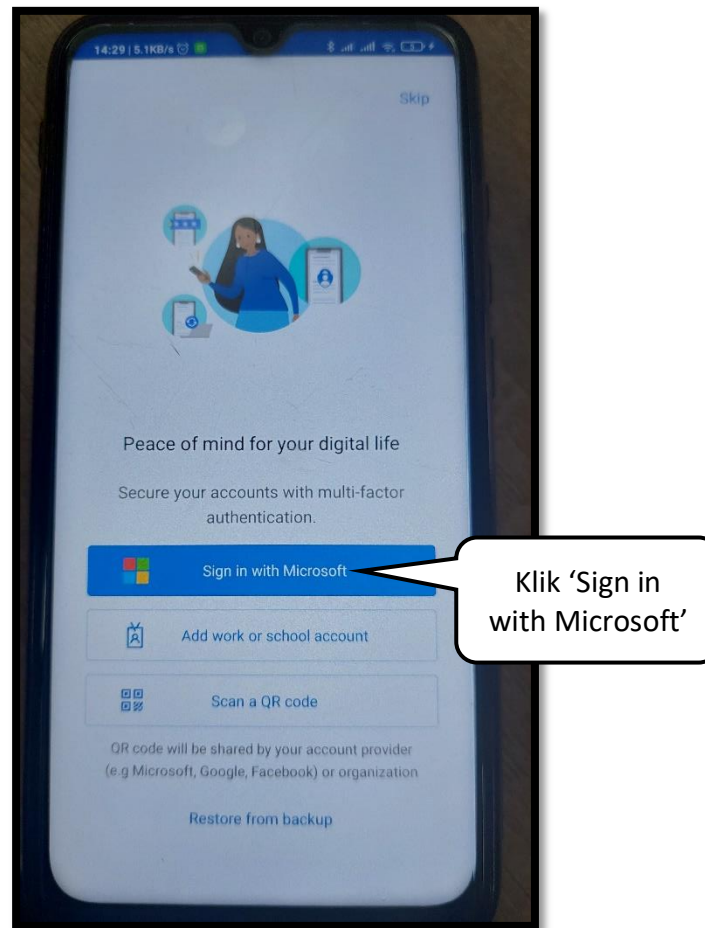 14:29 | 5.1KB/s
Skip
Peace of mind for your digital life
Secure your accounts with multi-factor
authentication.
Sign in with Microsoft
Klik ‘Sign in
with Microsoft’
Add work or school account
Scan a QR code
QR code will be shared by your account provider
(e.g Microsoft, Google, Facebook) or organization
Restore from backup